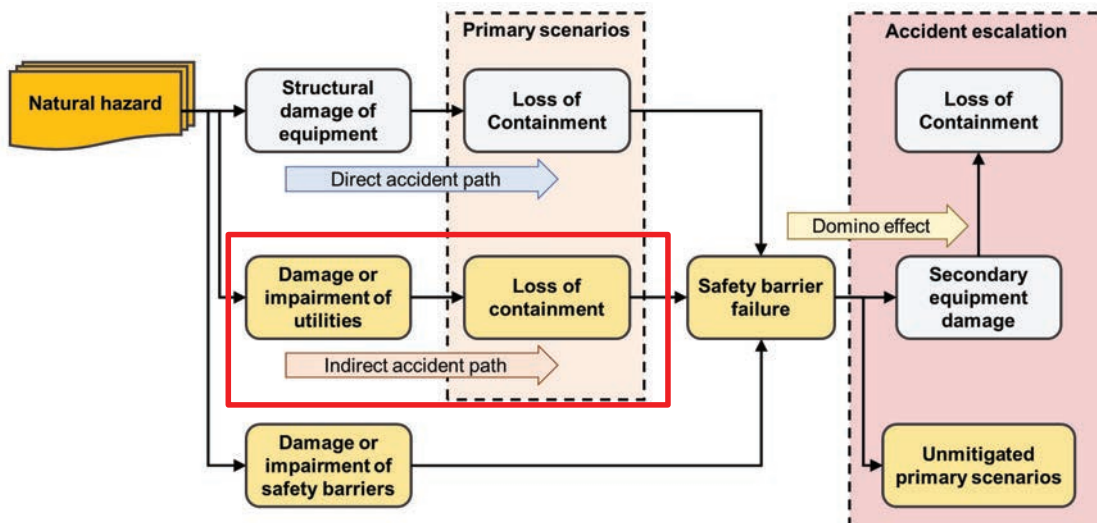 Primary scenarios
Accident escalation
Natural hazard
Structural
damage of
equipment
Loss of
Containment
Loss of
Containment
Direct accident path
Domino effect
Damage or
impairment of
utilities
Loss of
containment
Safety barrier
failure
Secondary
equipment
damage
Indirect accident path
Damage or
impairment of
safety barriers
Unmitigated
primary scenarios